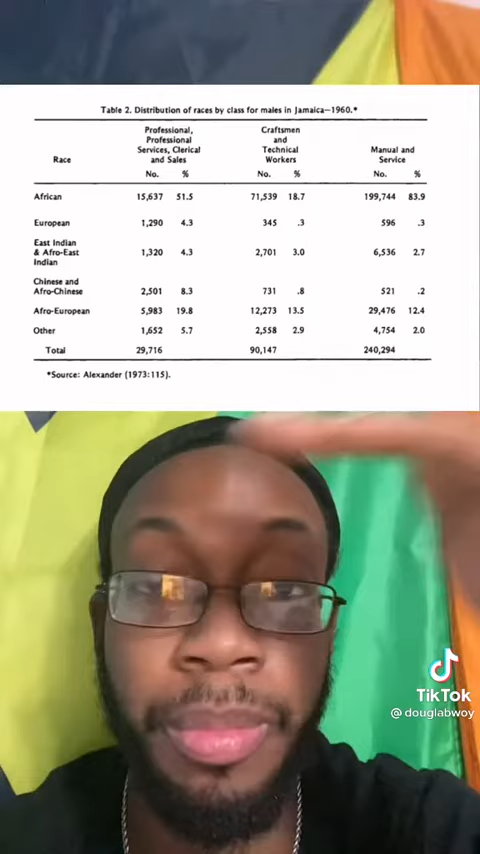 Table 2. Distribution of races by class for males in Jamaica—1960.*
Race
Professional, Professional Services, Clerical and Sales
Craftsmen and Technical Workers
Manual and Service
No. % No. % No. %
African 15,637 51.5 71,539 18.7 199,744 83.9
European 1,290 4.3 345 .3 596 .3
East Indian & Afro-East Indian 1,320 4.3 2,701 3.0 6,536 2.7
Chinese and Afro-Chinese 2,501 8.3 731 .8 521 .2
Afro-European 5,983 19.8 12,273 13.5 29,476 12.4
Other 1,652 5.7 2,558 2.9 4,754 2.0
Total 29,716 90,147 240,294
*Source: Alexander (1973:115).
TikTok
@douglabwoy